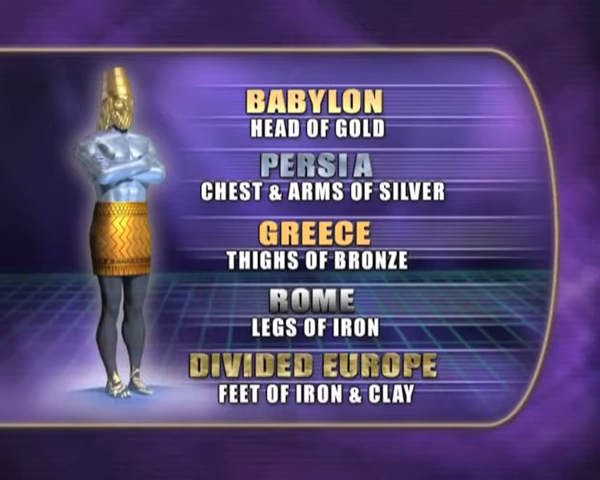 BABYLON
HEAD OF GOLD
PERSIA
CHEST & ARMS OF SILVER
GREECE
THIGHS OF BRONZE
ROME
LEGS OF IRON
DIVIDED EUROPE
FEET OF IRON & CLAY